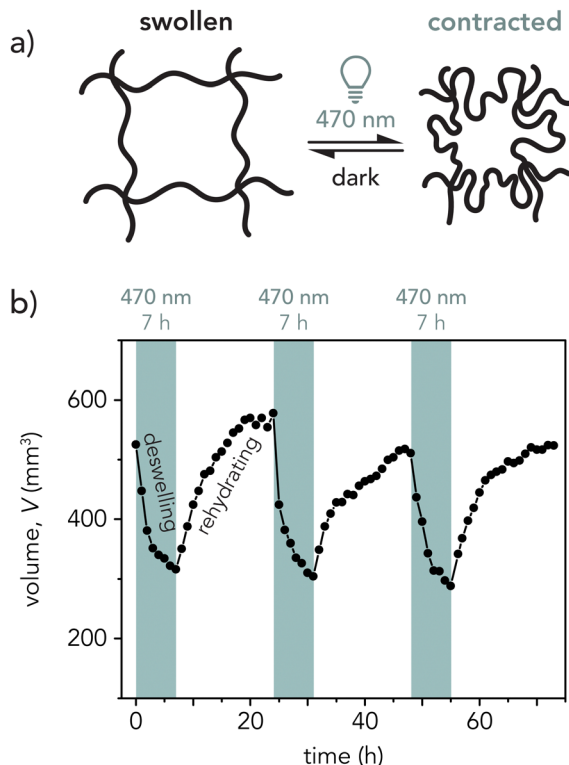 a)
swollen
contracted
470 nm
dark
b)
470 nm 470 nm 470 nm
7 h 7 h 7 h
600
400
200
deswelling
rehydrating
volume, V (mm³)
0 20 40 60
time (h)